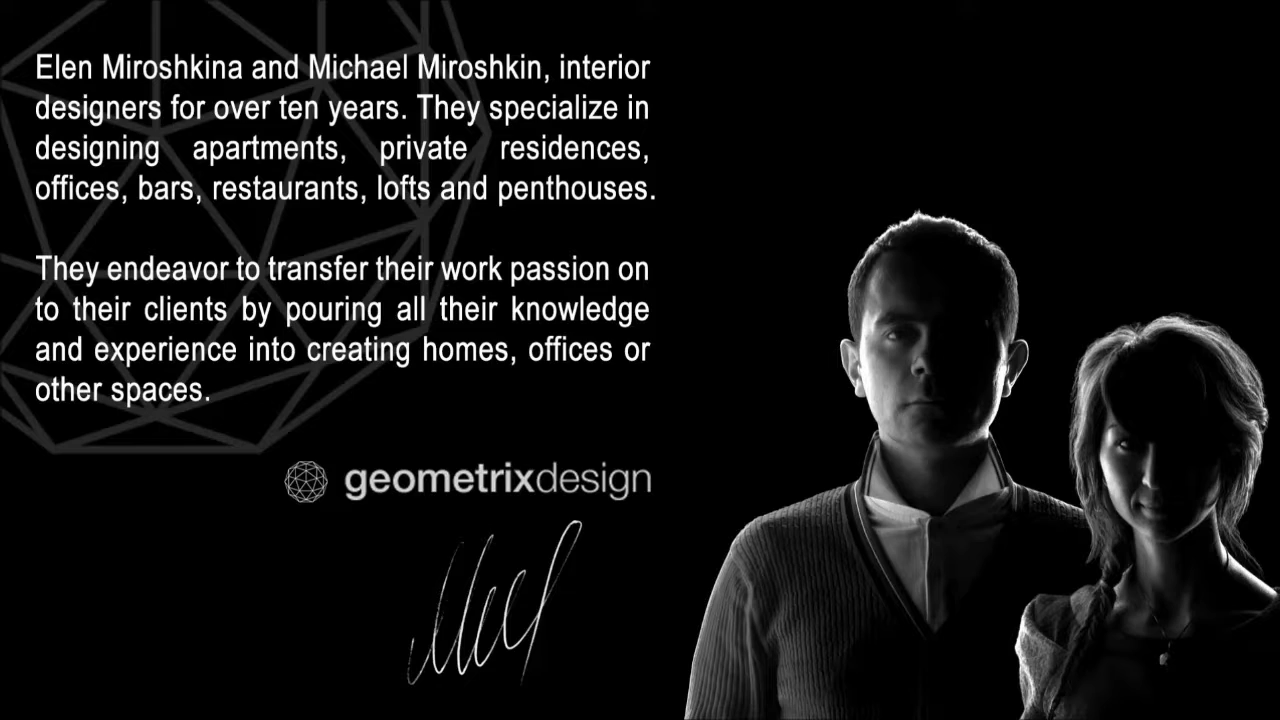 Elen Miroshkina and Michael Miroshkin, interior
designers for over ten years. They specialize in
designing apartments, private residences,
offices, bars, restaurants, lofts and penthouses.
They endeavor to transfer their work passion on
to their clients by pouring all their knowledge
and experience into creating homes, offices or
other spaces.
geometrixdesign